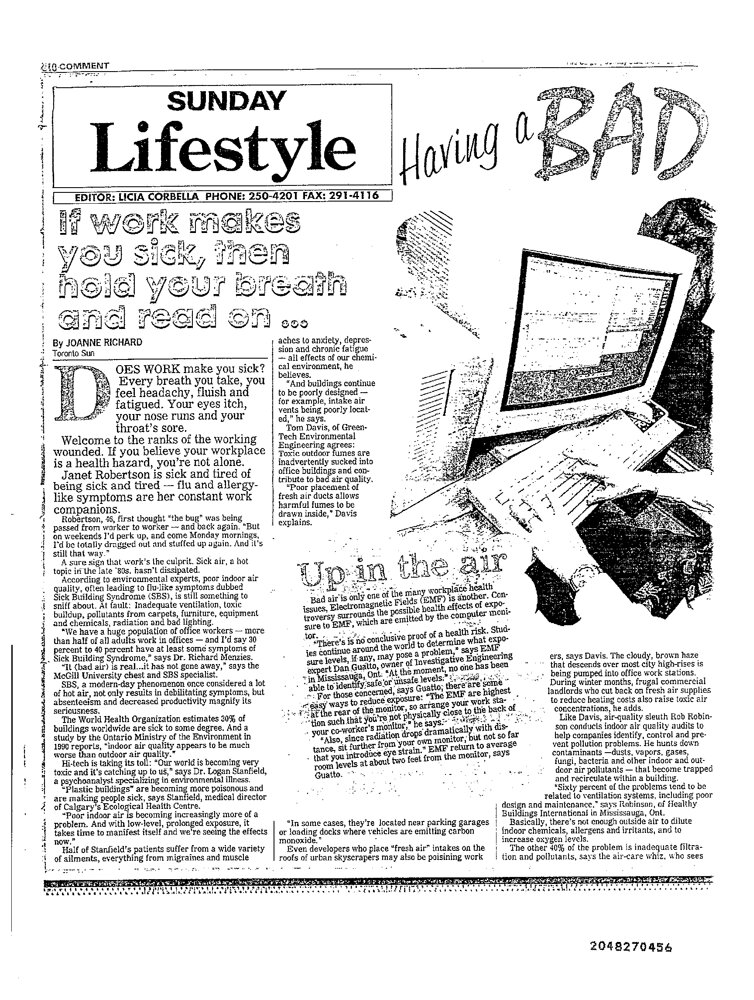 10 COMMENT
SUNDAY
Lifestyle
EDITOR: LICIA CORBELLA PHONE: 250-4201 FAX: 291-4116
Having a BAD
If work makes
you sick, then
hold your breath
and read on ...
By JOANNE RICHARD
Toronto Sun
DOES WORK make you sick?
Every breath you take, you
feel headachy, fluish and
fatigued. Your eyes itch,
your nose runs and your
throat's sore.
Welcome to the ranks of the working
wounded. If you believe your workplace
is a health hazard, you're not alone.
Janet Robertson is sick and tired of
being sick and tired — flu and allergy-
like symptoms are her constant work
companions.
Robertson, 46, first thought "the bug" was being
passed from worker to worker — and back again. "But
on weekends I'd perk up, and come Monday mornings,
I'd be totally dragged out and stuffed up again. And it's
still that way."
A sure sign that work's the culprit. Sick air, a hot
topic in the late '80s, hasn't dissipated.
According to environmental experts, poor indoor air
quality, often leading to flu-like symptoms dubbed
Sick Building Syndrome (SBS), is still something to
sniff about. At fault: Inadequate ventilation, toxic
buildup, pollutants from carpets, furniture, equipment
and chemicals, radiation and bad lighting.
"We have a huge population of office workers — more
than half of all adults work in offices — and I'd say 30
percent to 40 percent have at least some symptoms of
Sick Building Syndrome," says Dr. Richard Menzies.
"It (bad air) is real...it has not gone away," says the
McGill University chest and SBS specialist.
SBS, a modern-day phenomenon once considered a lot
of hot air, not only results in debilitating symptoms, but
absenteeism and decreased productivity magnify its
seriousness.
The World Health Organization estimates 30% of
buildings worldwide are sick to some degree. And a
study by the Ontario Ministry of the Environment in
1990 reports, "indoor air quality appears to be much
worse than outdoor air quality."
Hi-tech is taking its toll: "Our world is becoming very
toxic and it's catching up to us," says Dr. Logan Stanfield,
a psychoanalyst specializing in environmental illness.
"Plastic buildings" are becoming more poisonous and
are making people sick, says Stanfield, medical director
of Calgary's Ecological Health Centre.
"Poor indoor air is becoming increasingly more of a
problem. And with low-level, prolonged exposure, it
takes time to manifest itself and we're seeing the effects
now."
Half of Stanfield's patients suffer from a wide variety
of ailments, everything from migraines and muscle
aches to anxiety, depres-
sion and chronic fatigue
— all effects of our chemi-
cal environment, he
believes.
"And buildings continue
to be poorly designed —
for example, intake air
vents being poorly locat-
ed," he says.
Tom Davis, of Green-
Tech Environmental
Engineering agrees:
Toxic outdoor fumes are
inadvertently sucked into
office buildings and con-
tribute to bad air quality.
"Poor placement of
fresh air ducts allows
harmful fumes to be
drawn inside," Davis
explains.
"In some cases, they're located near parking garages
or loading docks where vehicles are emitting carbon
monoxide."
Even developers who place "fresh air" intakes on the
roofs of urban skyscrapers may also be poisining work
Up in the air
Bad air is only one of the many workplace health
issues, Electromagnetic Fields (EMF) is another. Con-
troversy surrounds the possible health effects of expo-
sure to EMF, which are emitted by the computer moni-
tor.
"There's no conclusive proof of a health risk. Stud-
ies continue around the world to determine what expo-
sure levels, if any, may pose a problem," says EMF
expert Dan Guatto, owner of Investigative Engineering
in Mississauga, Ont. "At the moment, no one has been
able to identify safe or unsafe levels."
For those concerned, says Guatto, there are some
easy ways to reduce exposure: "The EMF are highest
at the rear of the monitor, so arrange your work sta-
tion such that you're not physically close to the back of
your co-worker's monitor," he says.
"Also, since radiation drops dramatically with dis-
tance, sit further from your own monitor, but not so far
that you introduce eye strain." EMF return to average
room levels at about two feet from the monitor, says
Guatto.
ers, says Davis. The cloudy, brown haze
that descends over most city high-rises is
being pumped into office work stations.
During winter months, frugal commercial
landlords who cut back on fresh air supplies
to reduce heating costs also raise toxic air
concentrations, he adds.
Like Davis, air-quality sleuth Rob Robin-
son conducts indoor air quality audits to
help companies identify, control and pre-
vent pollution problems. He hunts down
contaminants —dusts, vapors, gases,
fungi, bacteria and other indoor and out-
door air pollutants — that become trapped
and recirculate within a building.
"Sixty percent of the problems tend to be
related to ventilation systems, including poor
design and maintenance," says Robinson, of Healthy
Buildings International in Mississauga, Ont.
Basically, there's not enough outside air to dilute
indoor chemicals, allergens and irritants, and to
increase oxygen levels.
The other 40% of the problem is inadequate filtra-
tion and pollutants, says the air-care whiz, who sees
2048270456